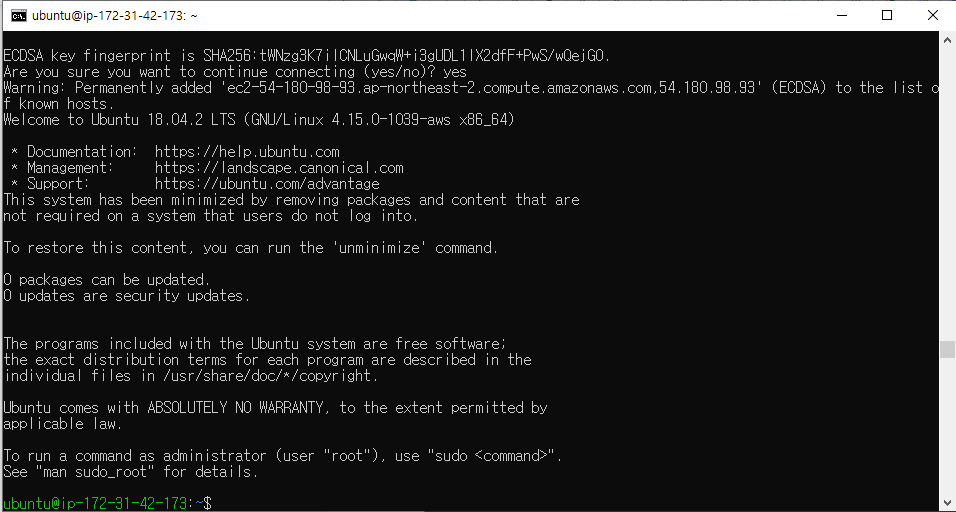 ubuntu@ip-172-31-42-173: ~
ECDSA key fingerprint is SHA256:tWNzg3K7ilCNLuGwqW+i3gUDL1lX2dfF+PwS/wQejGO.
Are you sure you want to continue connecting (yes/no)? yes
Warning: Permanently added 'ec2-54-180-98-93.ap-northeast-2.compute.amazonaws.com,54.180.98.93' (ECDSA) to the list o
f known hosts.
Welcome to Ubuntu 18.04.2 LTS (GNU/Linux 4.15.0-1039-aws x86_64)
* Documentation:  https://help.ubuntu.com
* Management:     https://landscape.canonical.com
* Support:        https://ubuntu.com/advantage
This system has been minimized by removing packages and content that are
not required on a system that users do not log into.
To restore this content, you can run the 'unminimize' command.
0 packages can be updated.
0 updates are security updates.
The programs included with the Ubuntu system are free software;
the exact distribution terms for each program are described in the
individual files in /usr/share/doc/*/copyright.
Ubuntu comes with ABSOLUTELY NO WARRANTY, to the extent permitted by
applicable law.
To run a command as administrator (user "root"), use "sudo <command>".
See "man sudo_root" for details.
ubuntu@ip-172-31-42-173:~$